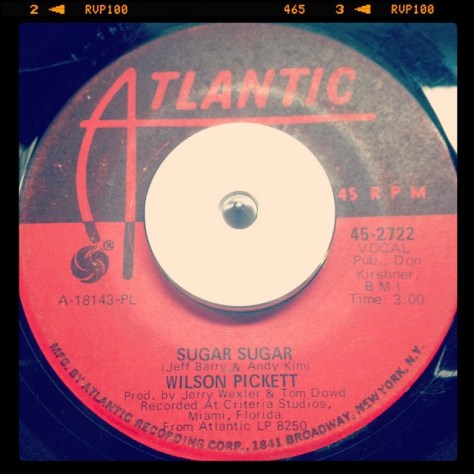 2 RVP100 465 3 RVP100
ATLANTIC
®
45 RPM
45-2722
VOCAL
Pub., Don
Kirshner,
BMI
Time: 3:00
A-18143-PL
SUGAR SUGAR
(Jeff Barry & Andy Kim)
WILSON PICKETT
Prod. by Jerry Wexler & Tom Dowd
Recorded At Criteria Studios,
Miami, Florida
From Atlantic LP 8250
MFG. BY ATLANTIC RECORDING CORP., 1841 BROADWAY, NEW YORK, N.Y.